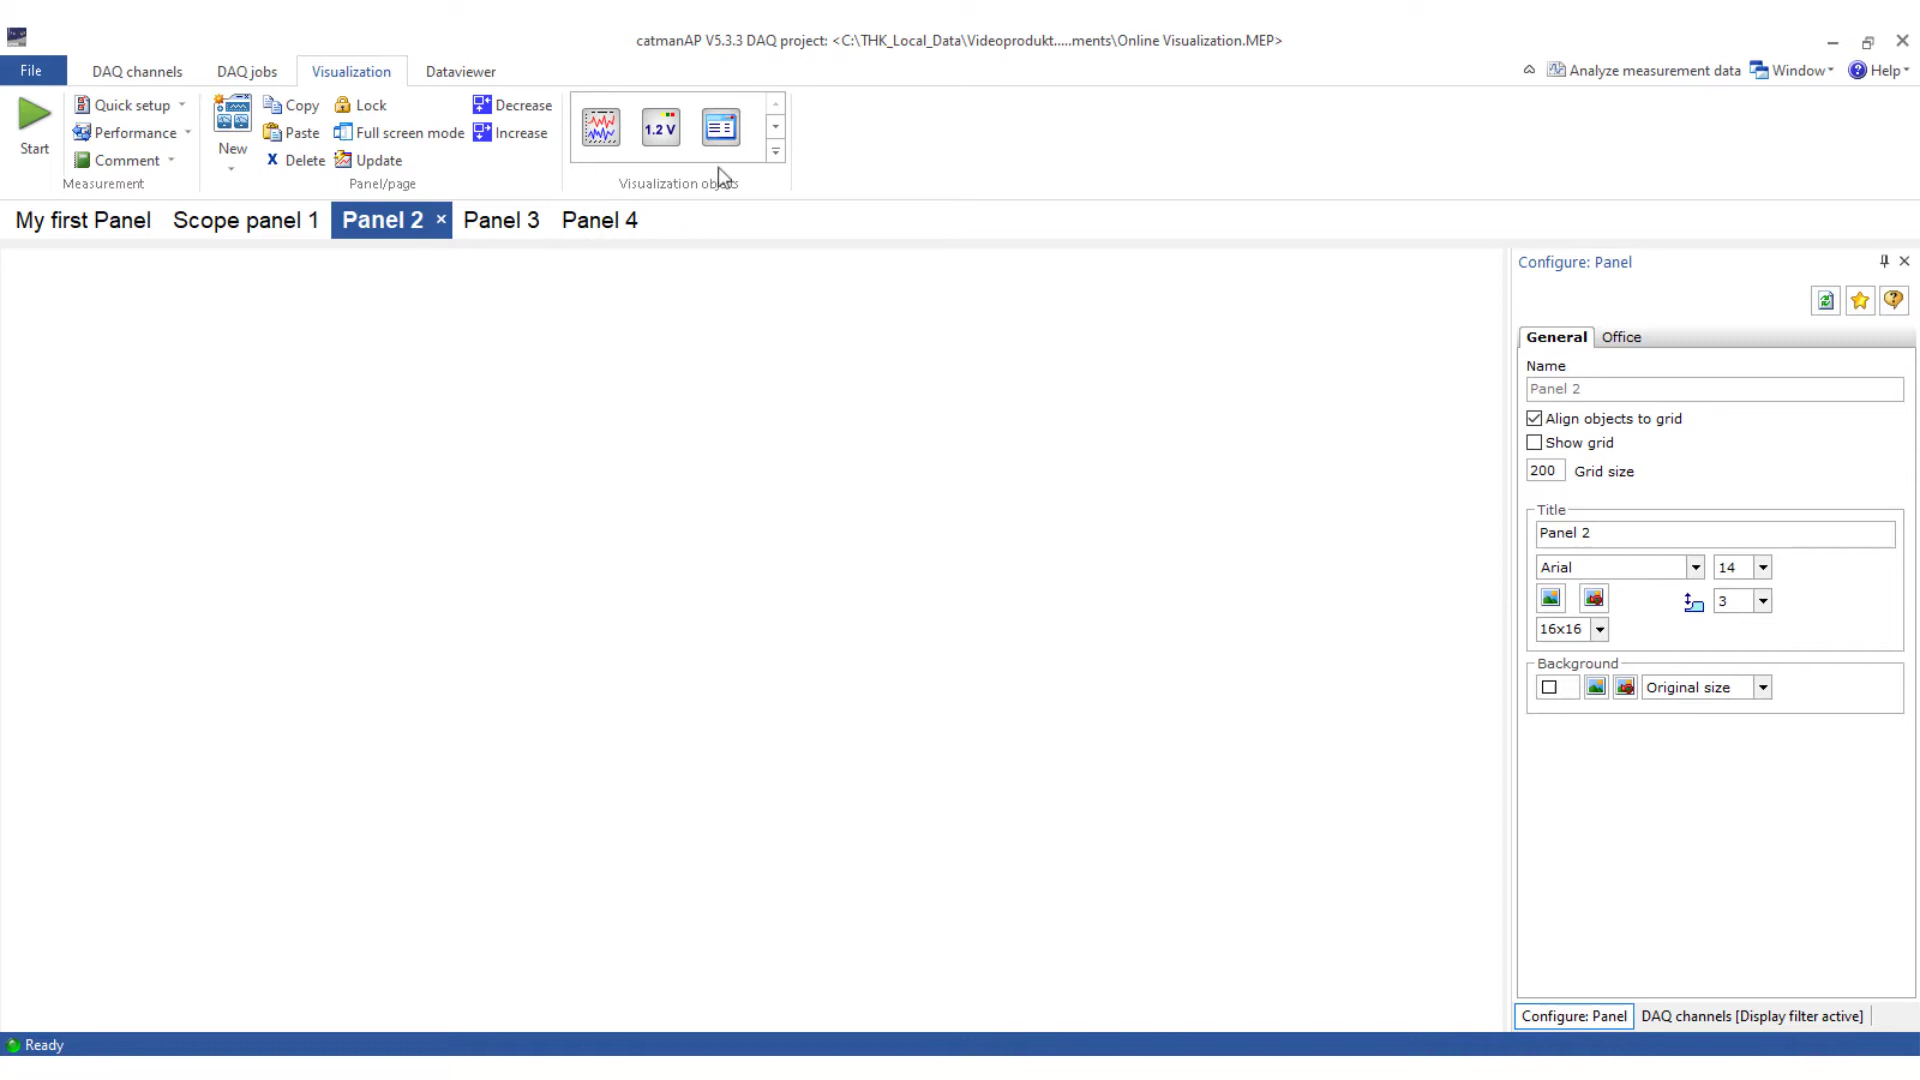 catmanAP V5.3.3 DAQ project: <C:\THK_Local_Data\Videoprodukt.....ments\Online Visualization.MEP>
File DAQ channels DAQ jobs Visualization Dataviewer Analyze measurement data Window Help
Quick setup Copy Lock Decrease
1.2 V
Performance Paste Full screen mode Increase
Start New
Comment Delete Update
Measurement Panel/page Visualization objects
My first Panel Scope panel 1 Panel 2 × Panel 3 Panel 4
Configure: Panel
General Office
Name
Panel 2
Align objects to grid
Show grid
200 Grid size
Title
Panel 2
Arial 14
3
16x16
Background
Original size
Configure: Panel DAQ channels [Display filter active]
Ready